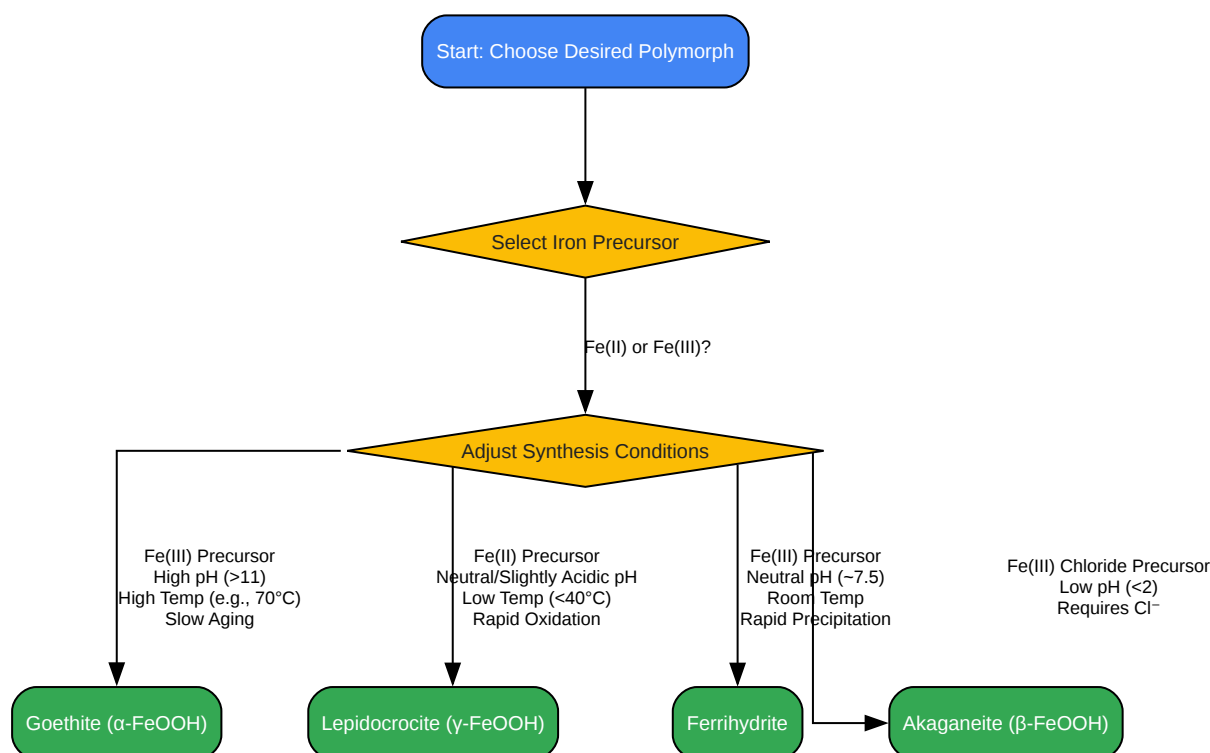 Start: Choose Desired Polymorph
Select Iron Precursor
Fe(II) or Fe(III)?
Adjust Synthesis Conditions
Fe(III) Precursor
High pH (>11)
High Temp (e.g., 70°C)
Slow Aging
Fe(II) Precursor
Neutral/Slightly Acidic pH
Low Temp (<40°C)
Rapid Oxidation
Fe(III) Precursor
Neutral pH (~7.5)
Room Temp
Rapid Precipitation
Fe(III) Chloride Precursor
Low pH (<2)
Requires Cl⁻
Goethite (α-FeOOH)
Lepidocrocite (γ-FeOOH)
Ferrihydrite
Akaganeite (β-FeOOH)